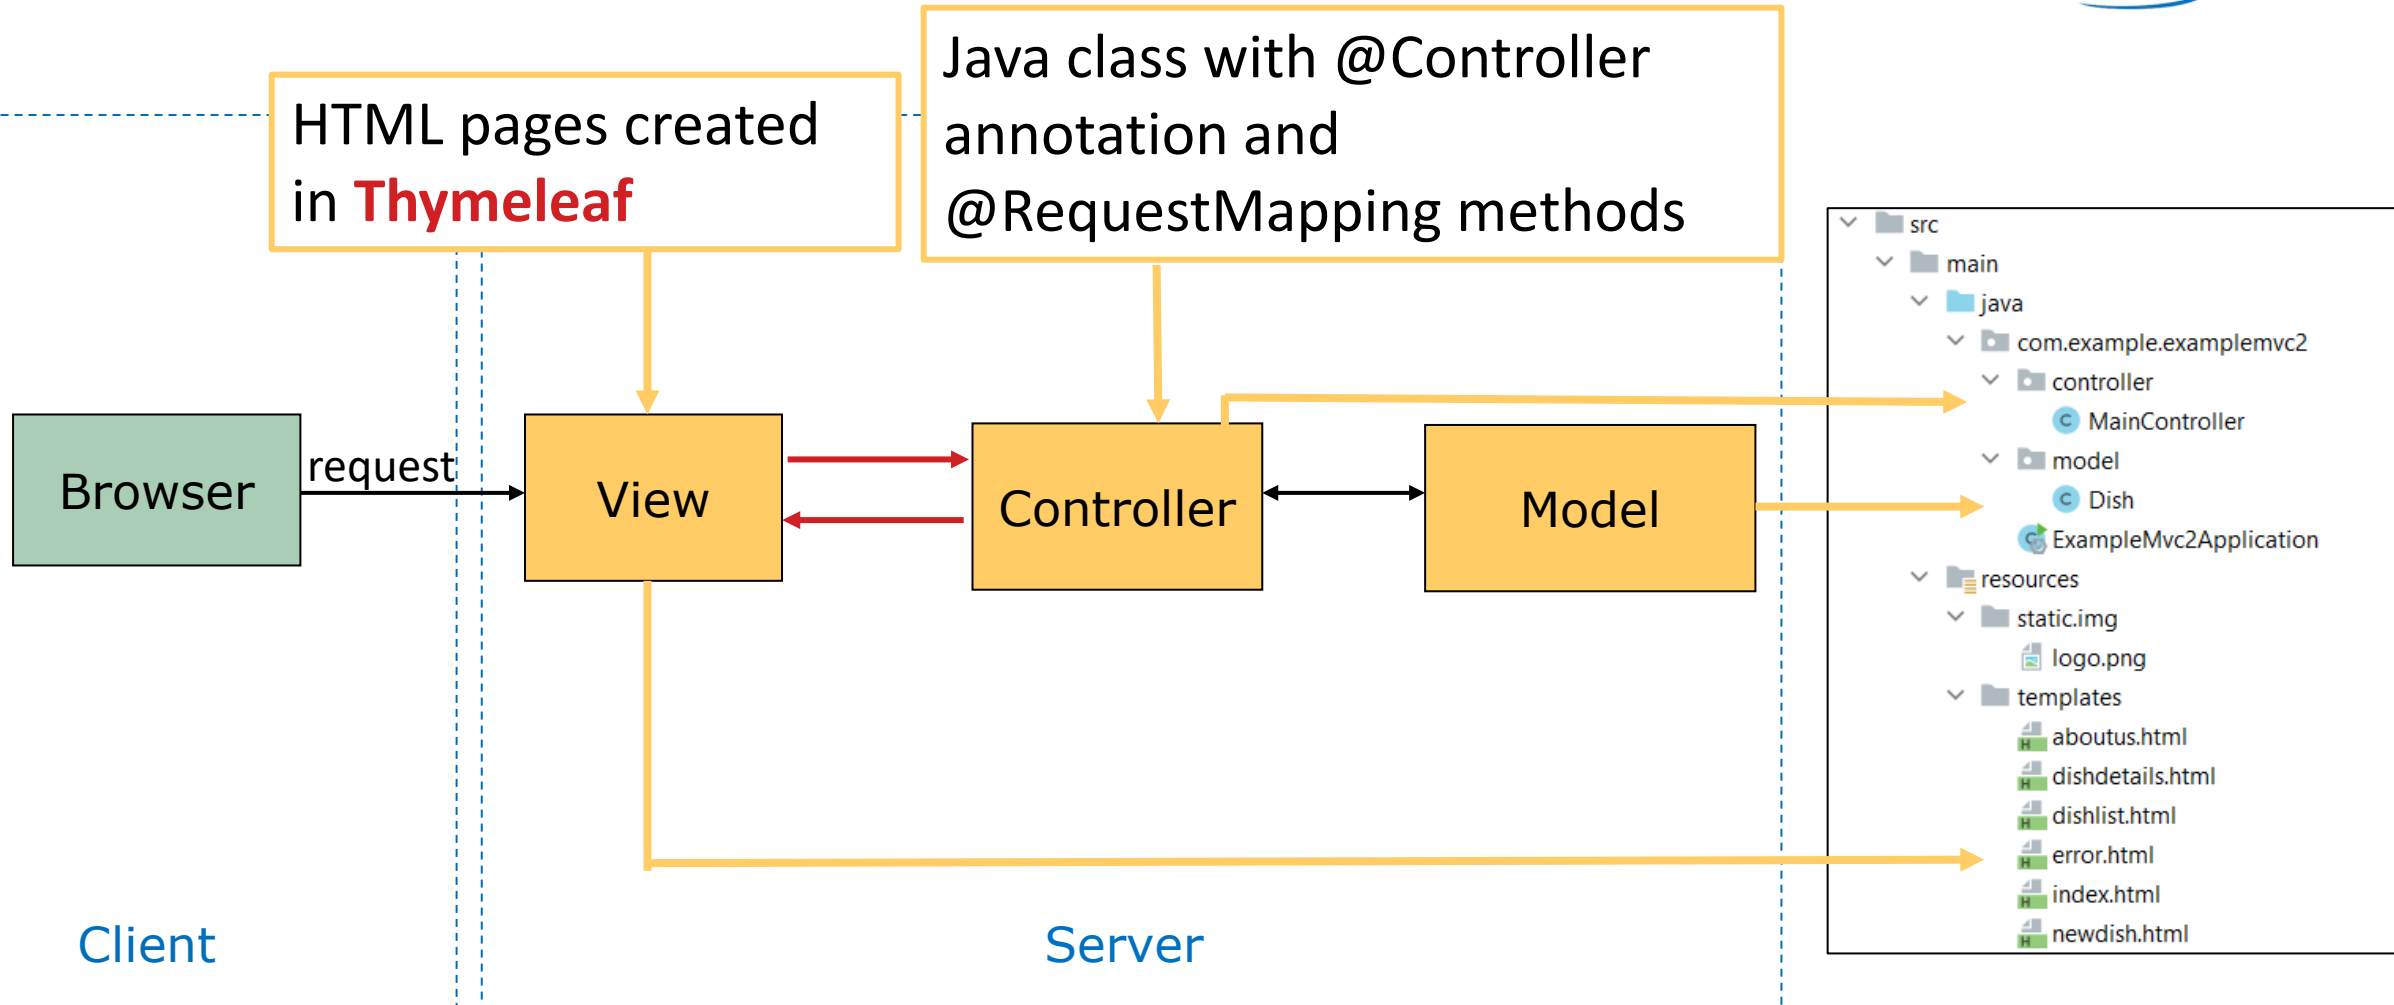 HTML pages created
in Thymeleaf
Java class with @Controller
annotation and
@RequestMapping methods
Browser
request
View
Controller
Model
Client
Server
src
main
java
com.example.examplemvc2
controller
C MainController
model
C Dish
C ExampleMvc2Application
resources
static.img
logo.png
templates
H aboutus.html
H dishdetails.html
H dishlist.html
H error.html
H index.html
H newdish.html